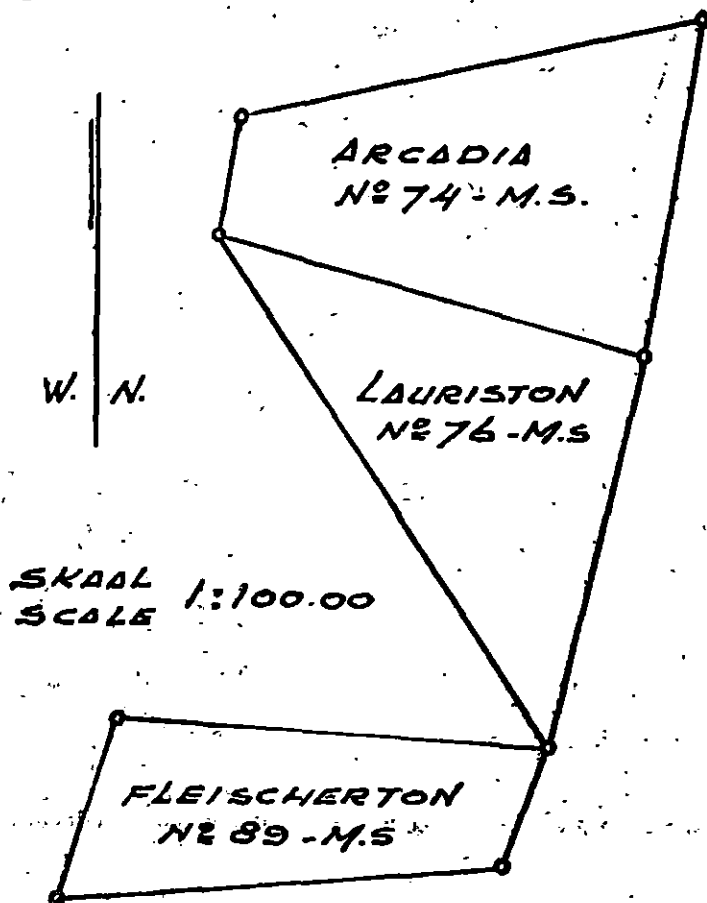 ARCADIA
Nº 74 - M.S.
W. N.
LAURISTON
Nº 76 - M.S
SKAAL
SCALE 1:100.00
FLEISCHERTON
Nº 89 - M.S